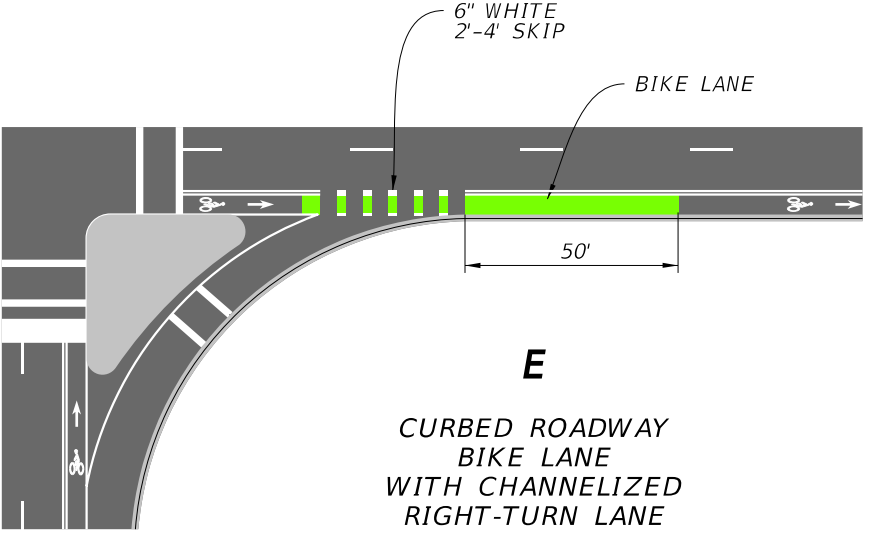 6" WHITE
2'-4' SKIP
BIKE LANE
50'
E
CURBED ROADWAY
BIKE LANE
WITH CHANNELIZED
RIGHT-TURN LANE